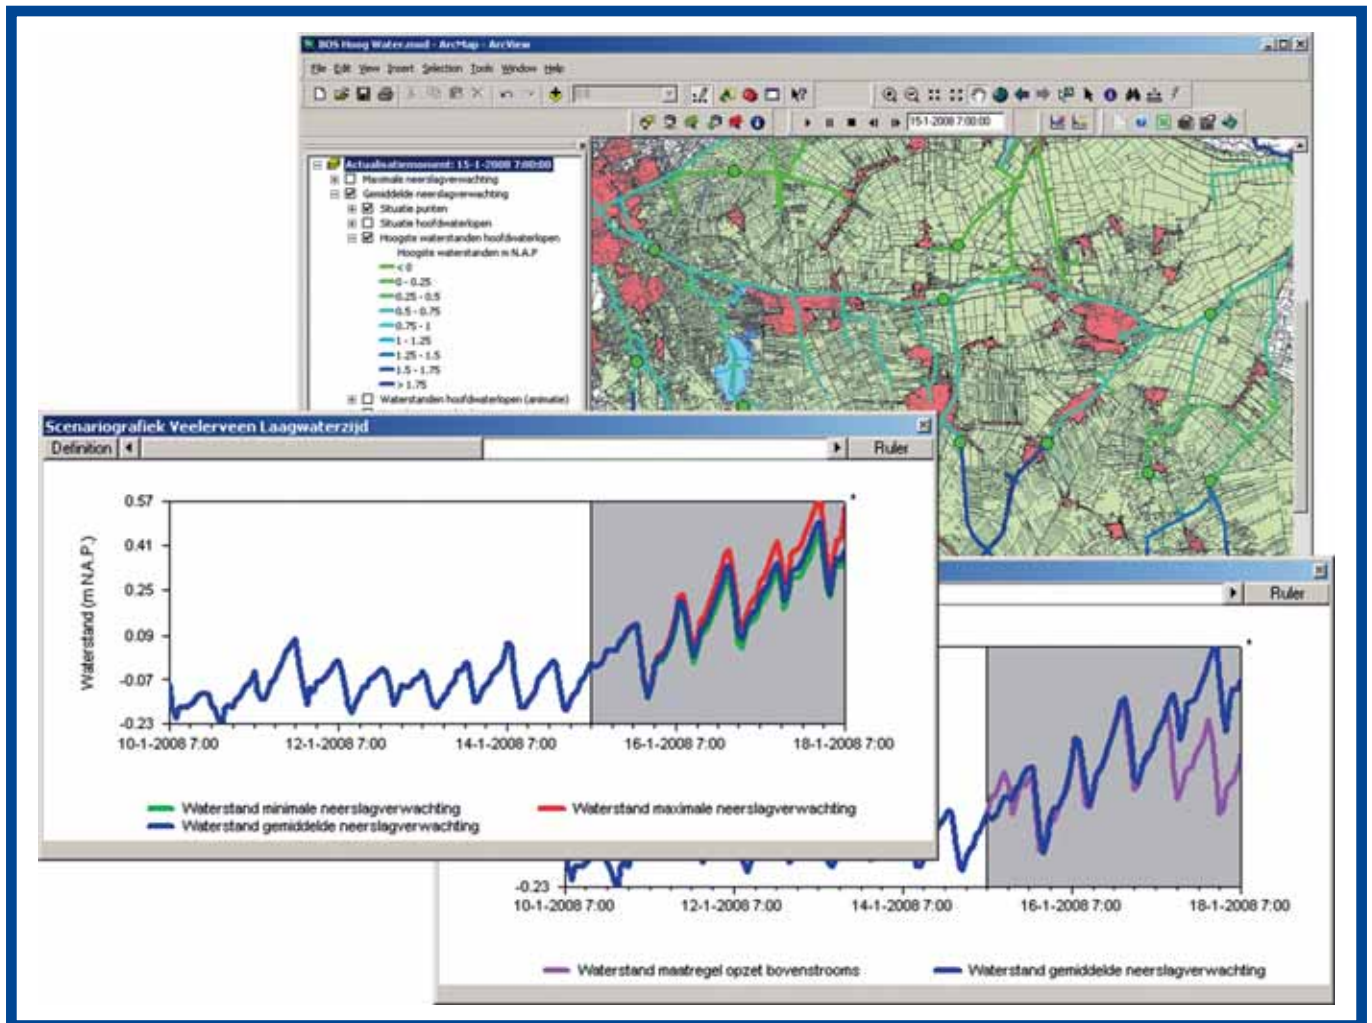 BOS Hoog Water.mxd - ArcMap - ArcView
File Edit View Insert Selection Tools Window Help
15-1-2008 7:00:00
Actualisatiemoment: 15-1-2008 7:00:00
Maximale neerslagverwachting
Gemiddelde neerslagverwachting
Situatie punten
Situatie hoofdwaterlopen
Hoogste waterstanden hoofdwaterlopen
Hoogste waterstanden m N.A.P
< 0
0 - 0.25
0.25 - 0.5
0.5 - 0.75
0.75 - 1
1 - 1.25
1.25 - 1.5
1.5 - 1.75
> 1.75
Waterstanden hoofdwaterlopen (animatie)
Scenariografiek Veelerveen Laagwaterzijd
Definition
Ruler
Waterstand (m N.A.P.)
0.57
0.41
0.25
0.09
-0.07
-0.23
*
10-1-2008 7:00 12-1-2008 7:00 14-1-2008 7:00 16-1-2008 7:00 18-1-2008 7:00
Waterstand minimale neerslagverwachting
Waterstand maximale neerslagverwachting
Waterstand gemiddelde neerslagverwachting
Ruler
*
-0.23
10-1-2008 7:00 12-1-2008 7:00 14-1-2008 7:00 16-1-2008 7:00 18-1-2008 7:00
Waterstand maatregel opzet bovenstrooms
Waterstand gemiddelde neerslagverwachting